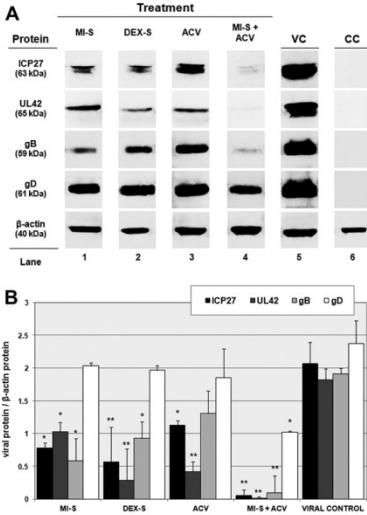 A
Treatment
Protein
MI-S
DEX-S
ACV
MI-S +
ACV
VC
CC
ICP27
(63 kDa)
UL42
(65 kDa)
gB
(59 kDa)
gD
(61 kDa)
β-actin
(40 kDa)
Lane
1
2
3
4
5
6
B
ICP27
UL42
gB
gD
viral protein / β-actin protein
3
2.5
2
1.5
1
0.5
0
*
*
*
**
**
*
*
**
**
**
**
*
MI-S
DEX-S
ACV
MI-S + ACV
VIRAL CONTROL